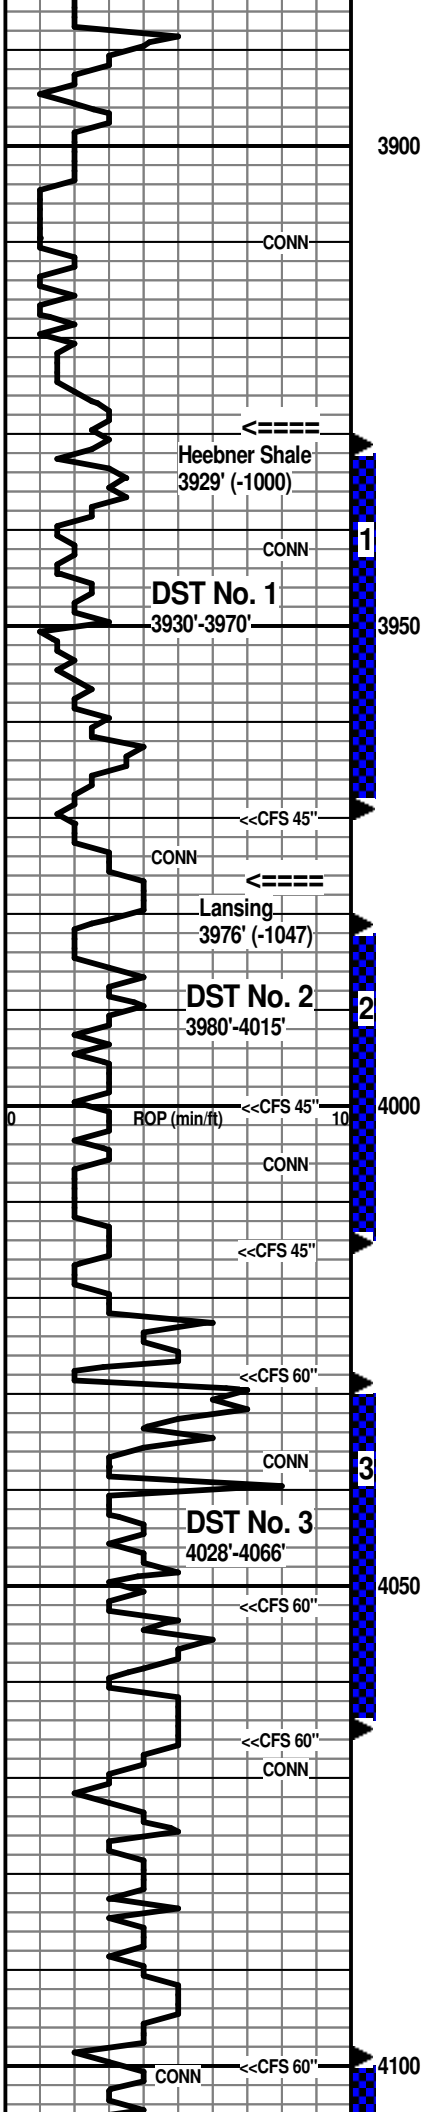 3900
CONN
<====
Heebner Shale
3929' (-1000)
1
CONN
DST No. 1
3930'-3970'
3950
<<CFS 45"
CONN
<====
Lansing
3976' (-1047)
DST No. 2
2
3980'-4015'
<<CFS 45"
4000
0 ROP (min/ft) 10
CONN
<<CFS 45"
<<CFS 60"
CONN
3
DST No. 3
4028'-4066'
4050
<<CFS 60"
<<CFS 60"
CONN
<<CFS 60"
4100
CONN